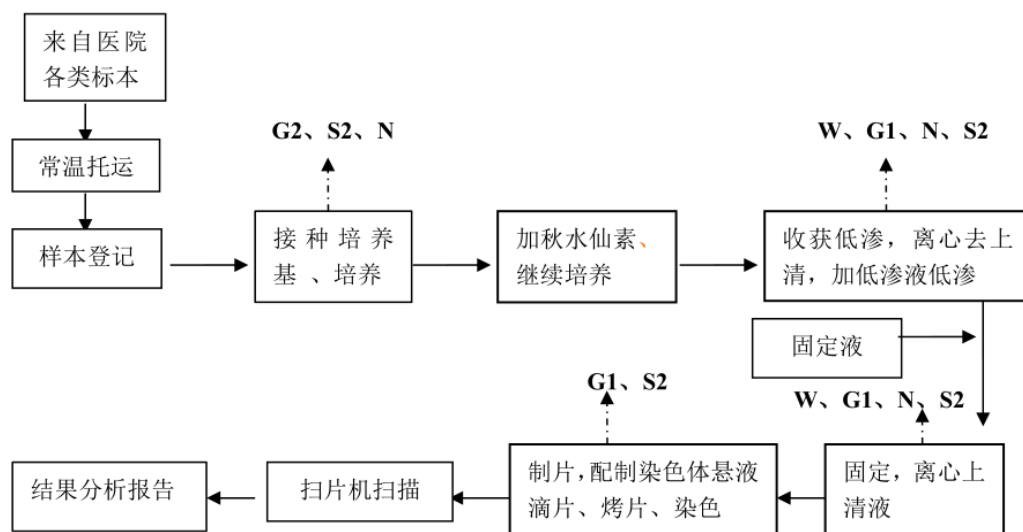 来自医院
各类标本
常温托运
样本登记
G2、S2、N
接种培养
基、培养
加秋水仙素、
继续培养
W、G1、N、S2
收获低渗，离心去上
清，加低渗液低渗
固定液
W、G1、N、S2
固定，离心上
清液
G1、S2
制片，配制染色体悬液
滴片、烤片、染色
扫片机扫描
结果分析报告